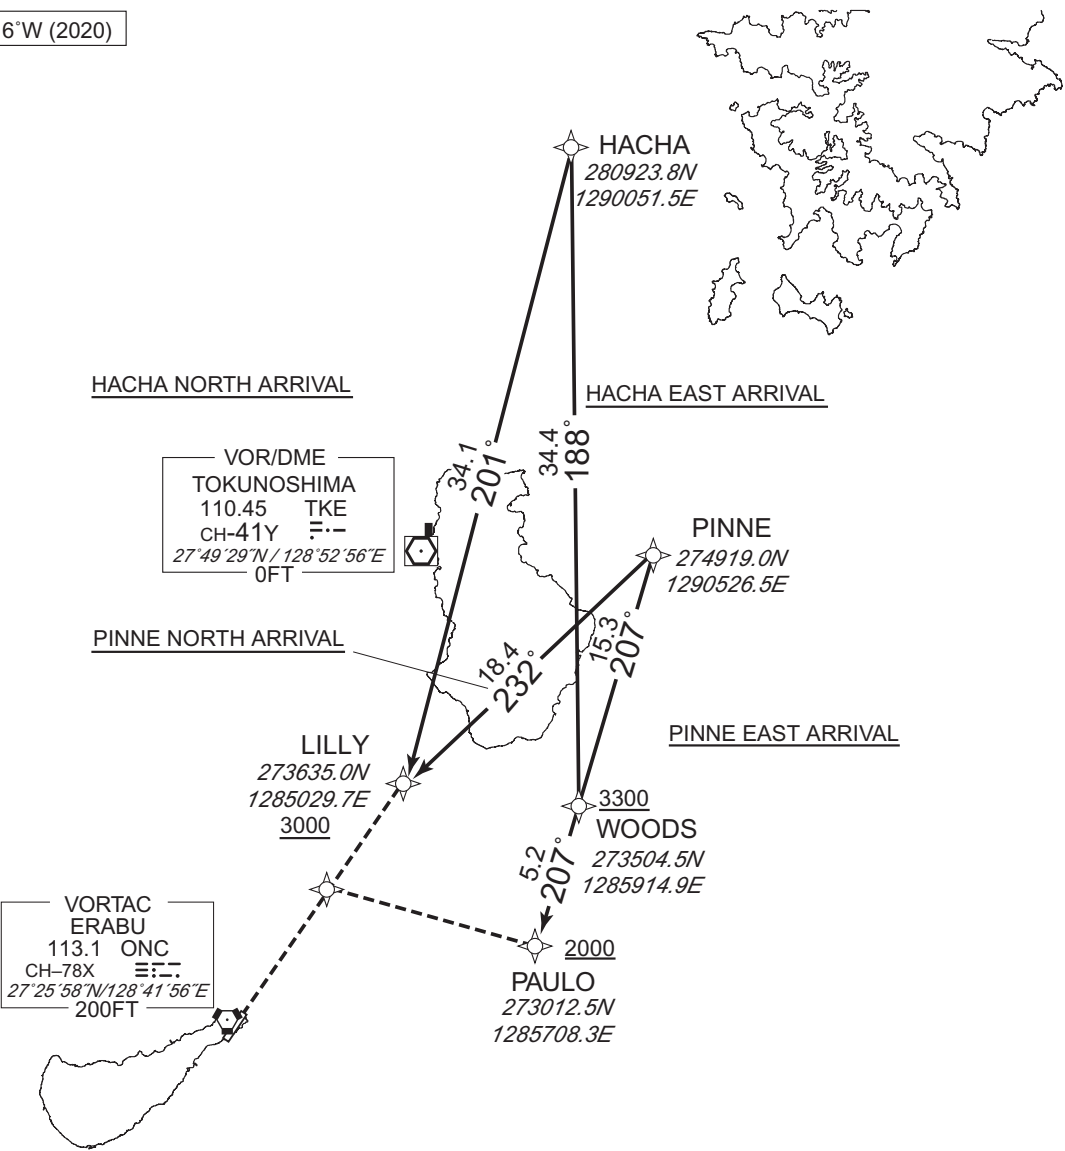 6°W (2020)
HACHA
280923.8N
1290051.5E
HACHA NORTH ARRIVAL
HACHA EAST ARRIVAL
34.1
201°
34.4
188°
VOR/DME
TOKUNOSHIMA
110.45 TKE
CH-41Y
27°49´29˝N / 128°52´56˝E
0FT
PINNE
274919.0N
1290526.5E
PINNE NORTH ARRIVAL
18.4
232°
15.3
207°
PINNE EAST ARRIVAL
LILLY
273635.0N
1285029.7E
3000
3300
WOODS
273504.5N
1285914.9E
5.2
207°
VORTAC
ERABU
113.1 ONC
CH–78X
27°25´58˝N/128°41´56˝E
200FT
2000
PAULO
273012.5N
1285708.3E